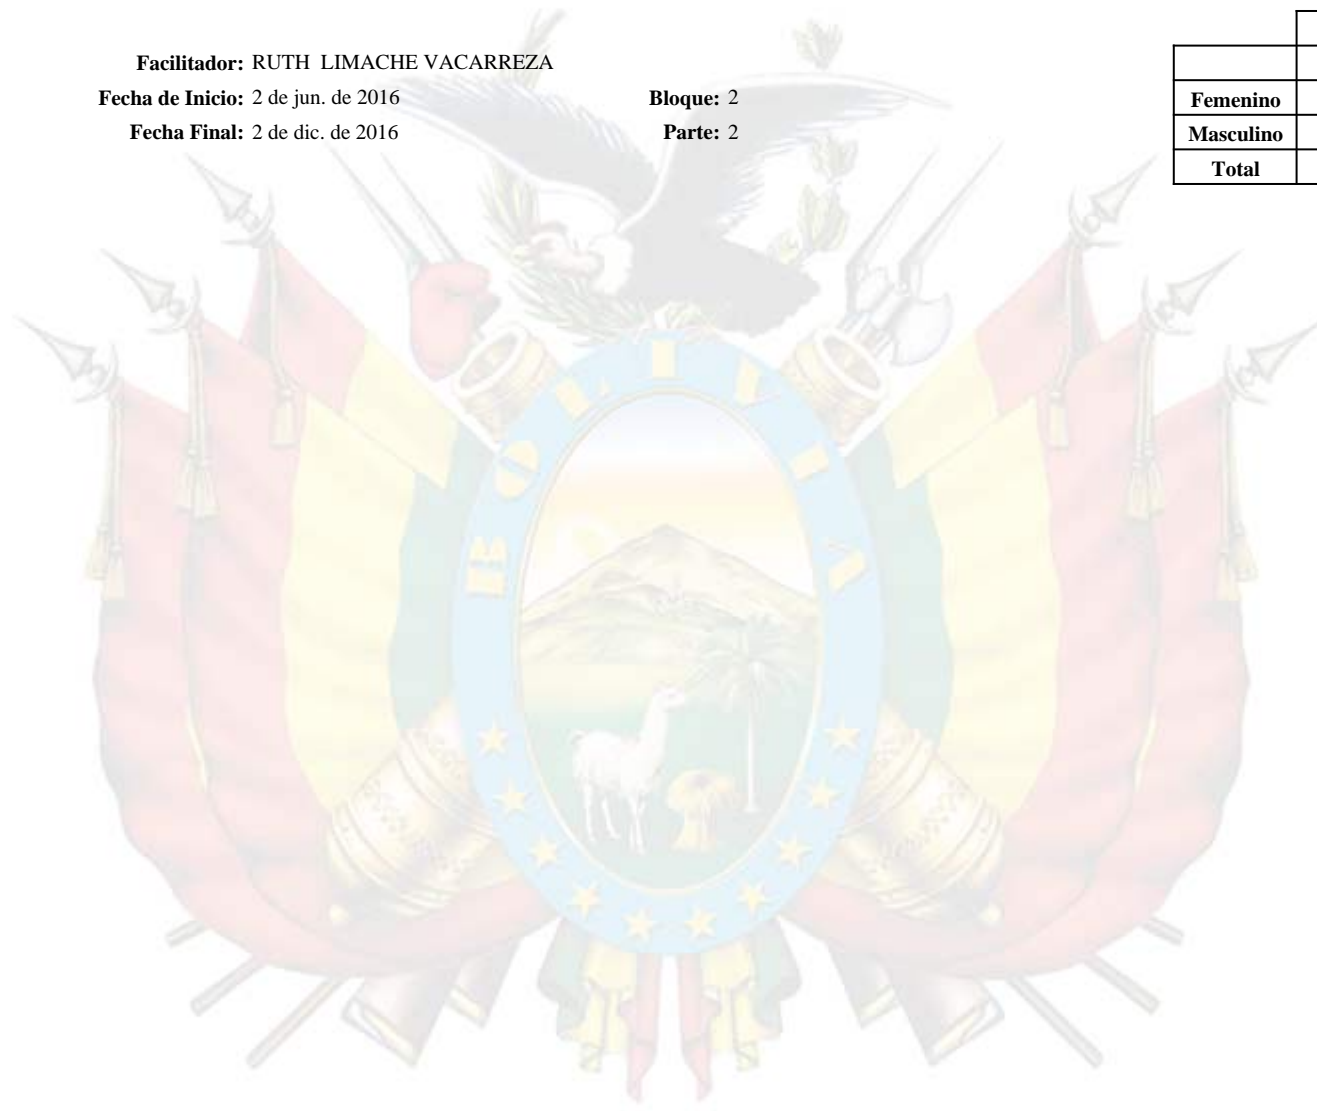 Facilitador: RUTH LIMACHE VACARREZA
Fecha de Inicio: 2 de jun. de 2016 Bloque: 2
Fecha Final: 2 de dic. de 2016 Parte: 2
Femenino
Masculino
Total
BOLIVIA